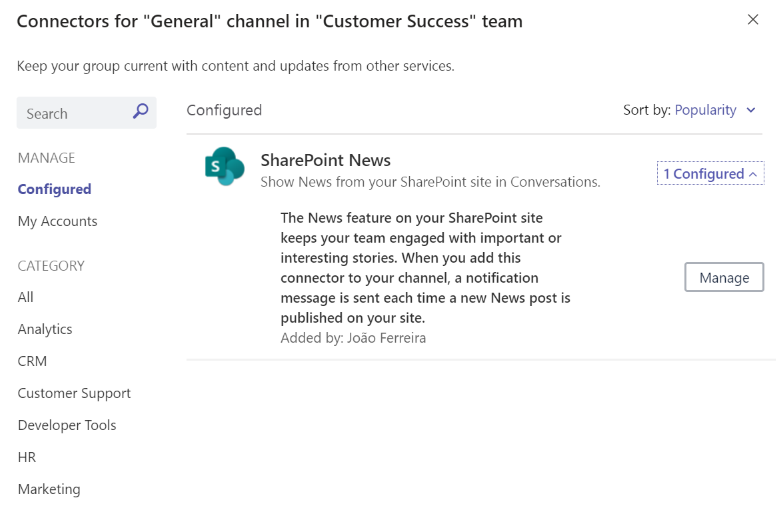 Connectors for "General" channel in "Customer Success" team
Keep your group current with content and updates from other services.
Search
MANAGE
Configured
My Accounts
CATEGORY
All
Analytics
CRM
Customer Support
Developer Tools
HR
Marketing
Configured
Sort by: Popularity
S
SharePoint News
Show News from your SharePoint site in Conversations.
1 Configured
The News feature on your SharePoint site
keeps your team engaged with important or
interesting stories. When you add this
connector to your channel, a notification
message is sent each time a new News post is
published on your site.
Added by: João Ferreira
Manage